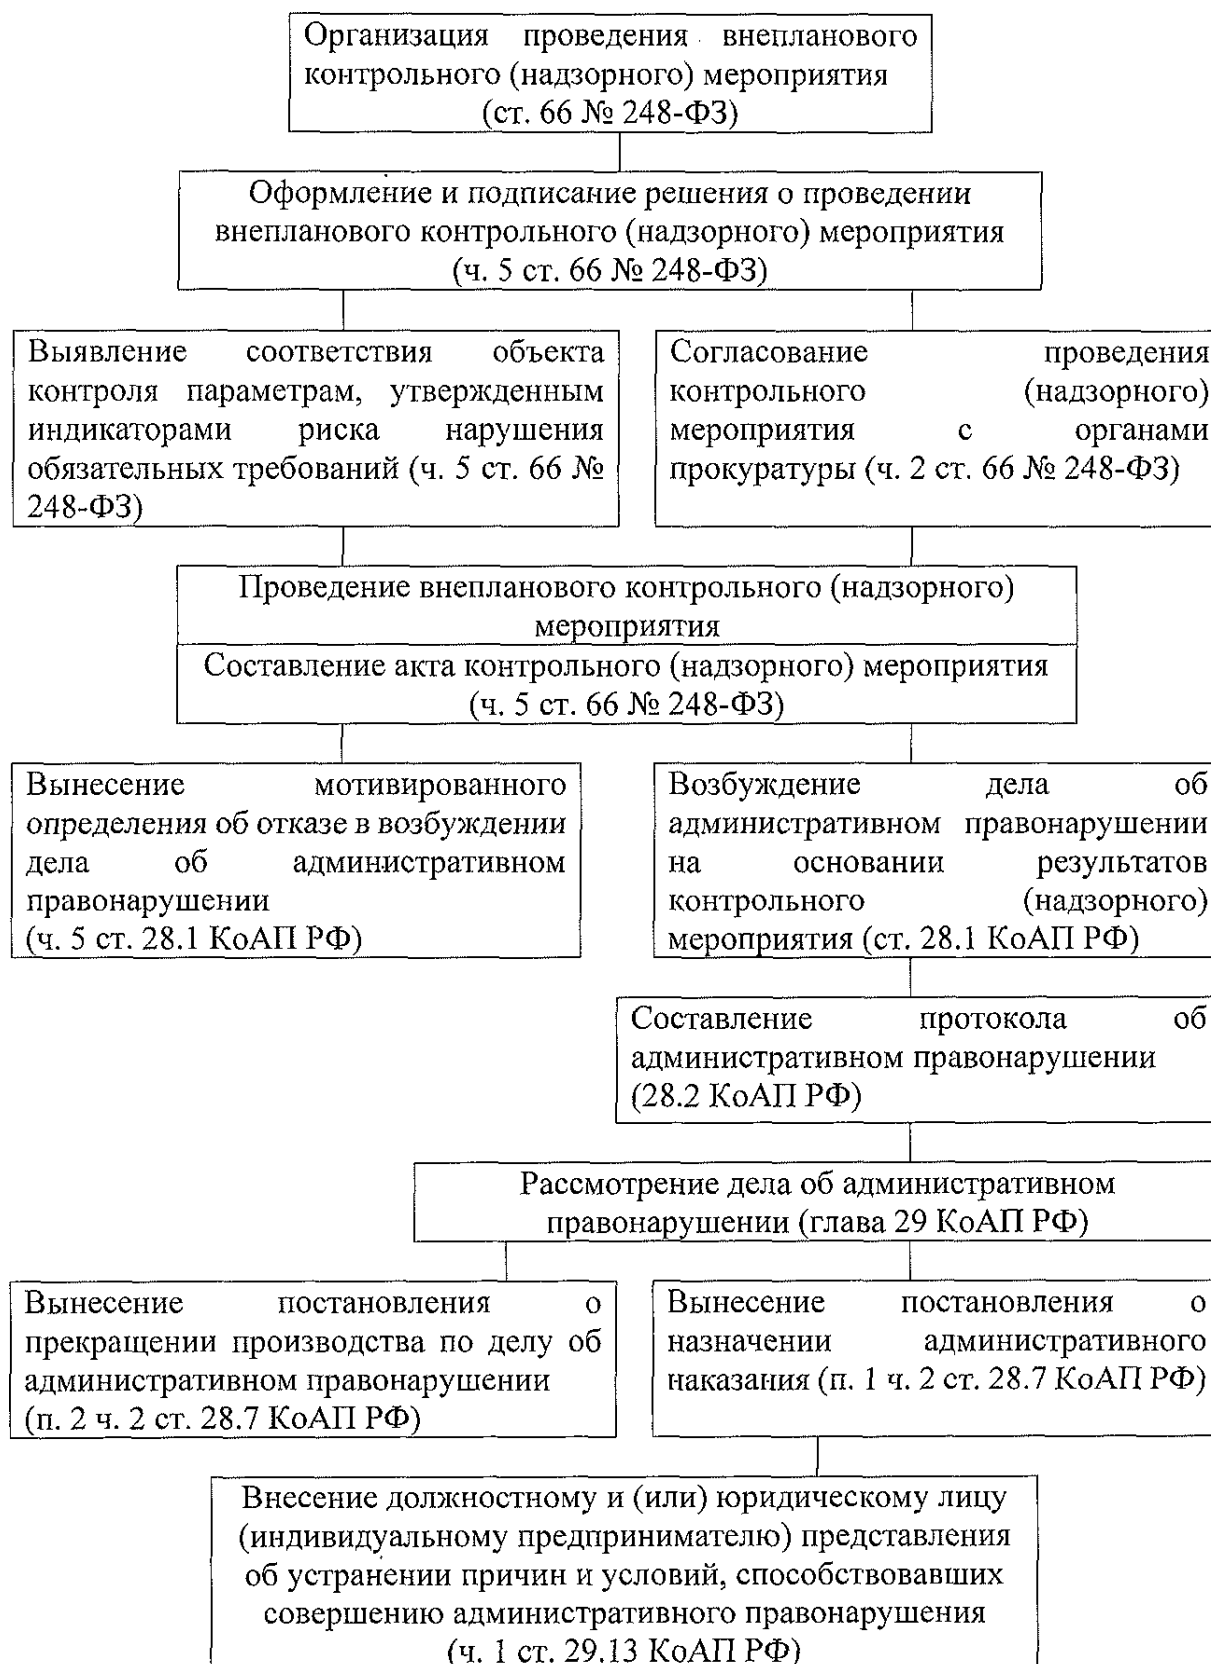 Организация проведения внепланового
контрольного (надзорного) мероприятия
(ст. 66 № 248-ФЗ)
Оформление и подписание решения о проведении
внепланового контрольного (надзорного) мероприятия
(ч. 5 ст. 66 № 248-ФЗ)
Выявление соответствия объекта
контроля параметрам, утвержденным
индикаторами риска нарушения
обязательных требований (ч. 5 ст. 66 №
248-ФЗ)
Согласование проведения
контрольного (надзорного)
мероприятия с органами
прокуратуры (ч. 2 ст. 66 № 248-ФЗ)
Проведение внепланового контрольного (надзорного)
мероприятия
Составление акта контрольного (надзорного) мероприятия
(ч. 5 ст. 66 № 248-ФЗ)
Вынесение мотивированного
определения об отказе в возбуждении
дела об административном
правонарушении
(ч. 5 ст. 28.1 КоАП РФ)
Возбуждение дела об
административном правонарушении
на основании результатов
контрольного (надзорного)
мероприятия (ст. 28.1 КоАП РФ)
Составление протокола об
административном правонарушении
(28.2 КоАП РФ)
Рассмотрение дела об административном
правонарушении (глава 29 КоАП РФ)
Вынесение постановления о
прекращении производства по делу об
административном правонарушении
(п. 2 ч. 2 ст. 28.7 КоАП РФ)
Вынесение постановления о
назначении административного
наказания (п. 1 ч. 2 ст. 28.7 КоАП РФ)
Внесение должностному и (или) юридическому лицу
(индивидуальному предпринимателю) представления
об устранении причин и условий, способствовавших
совершению административного правонарушения
(ч. 1 ст. 29.13 КоАП РФ)